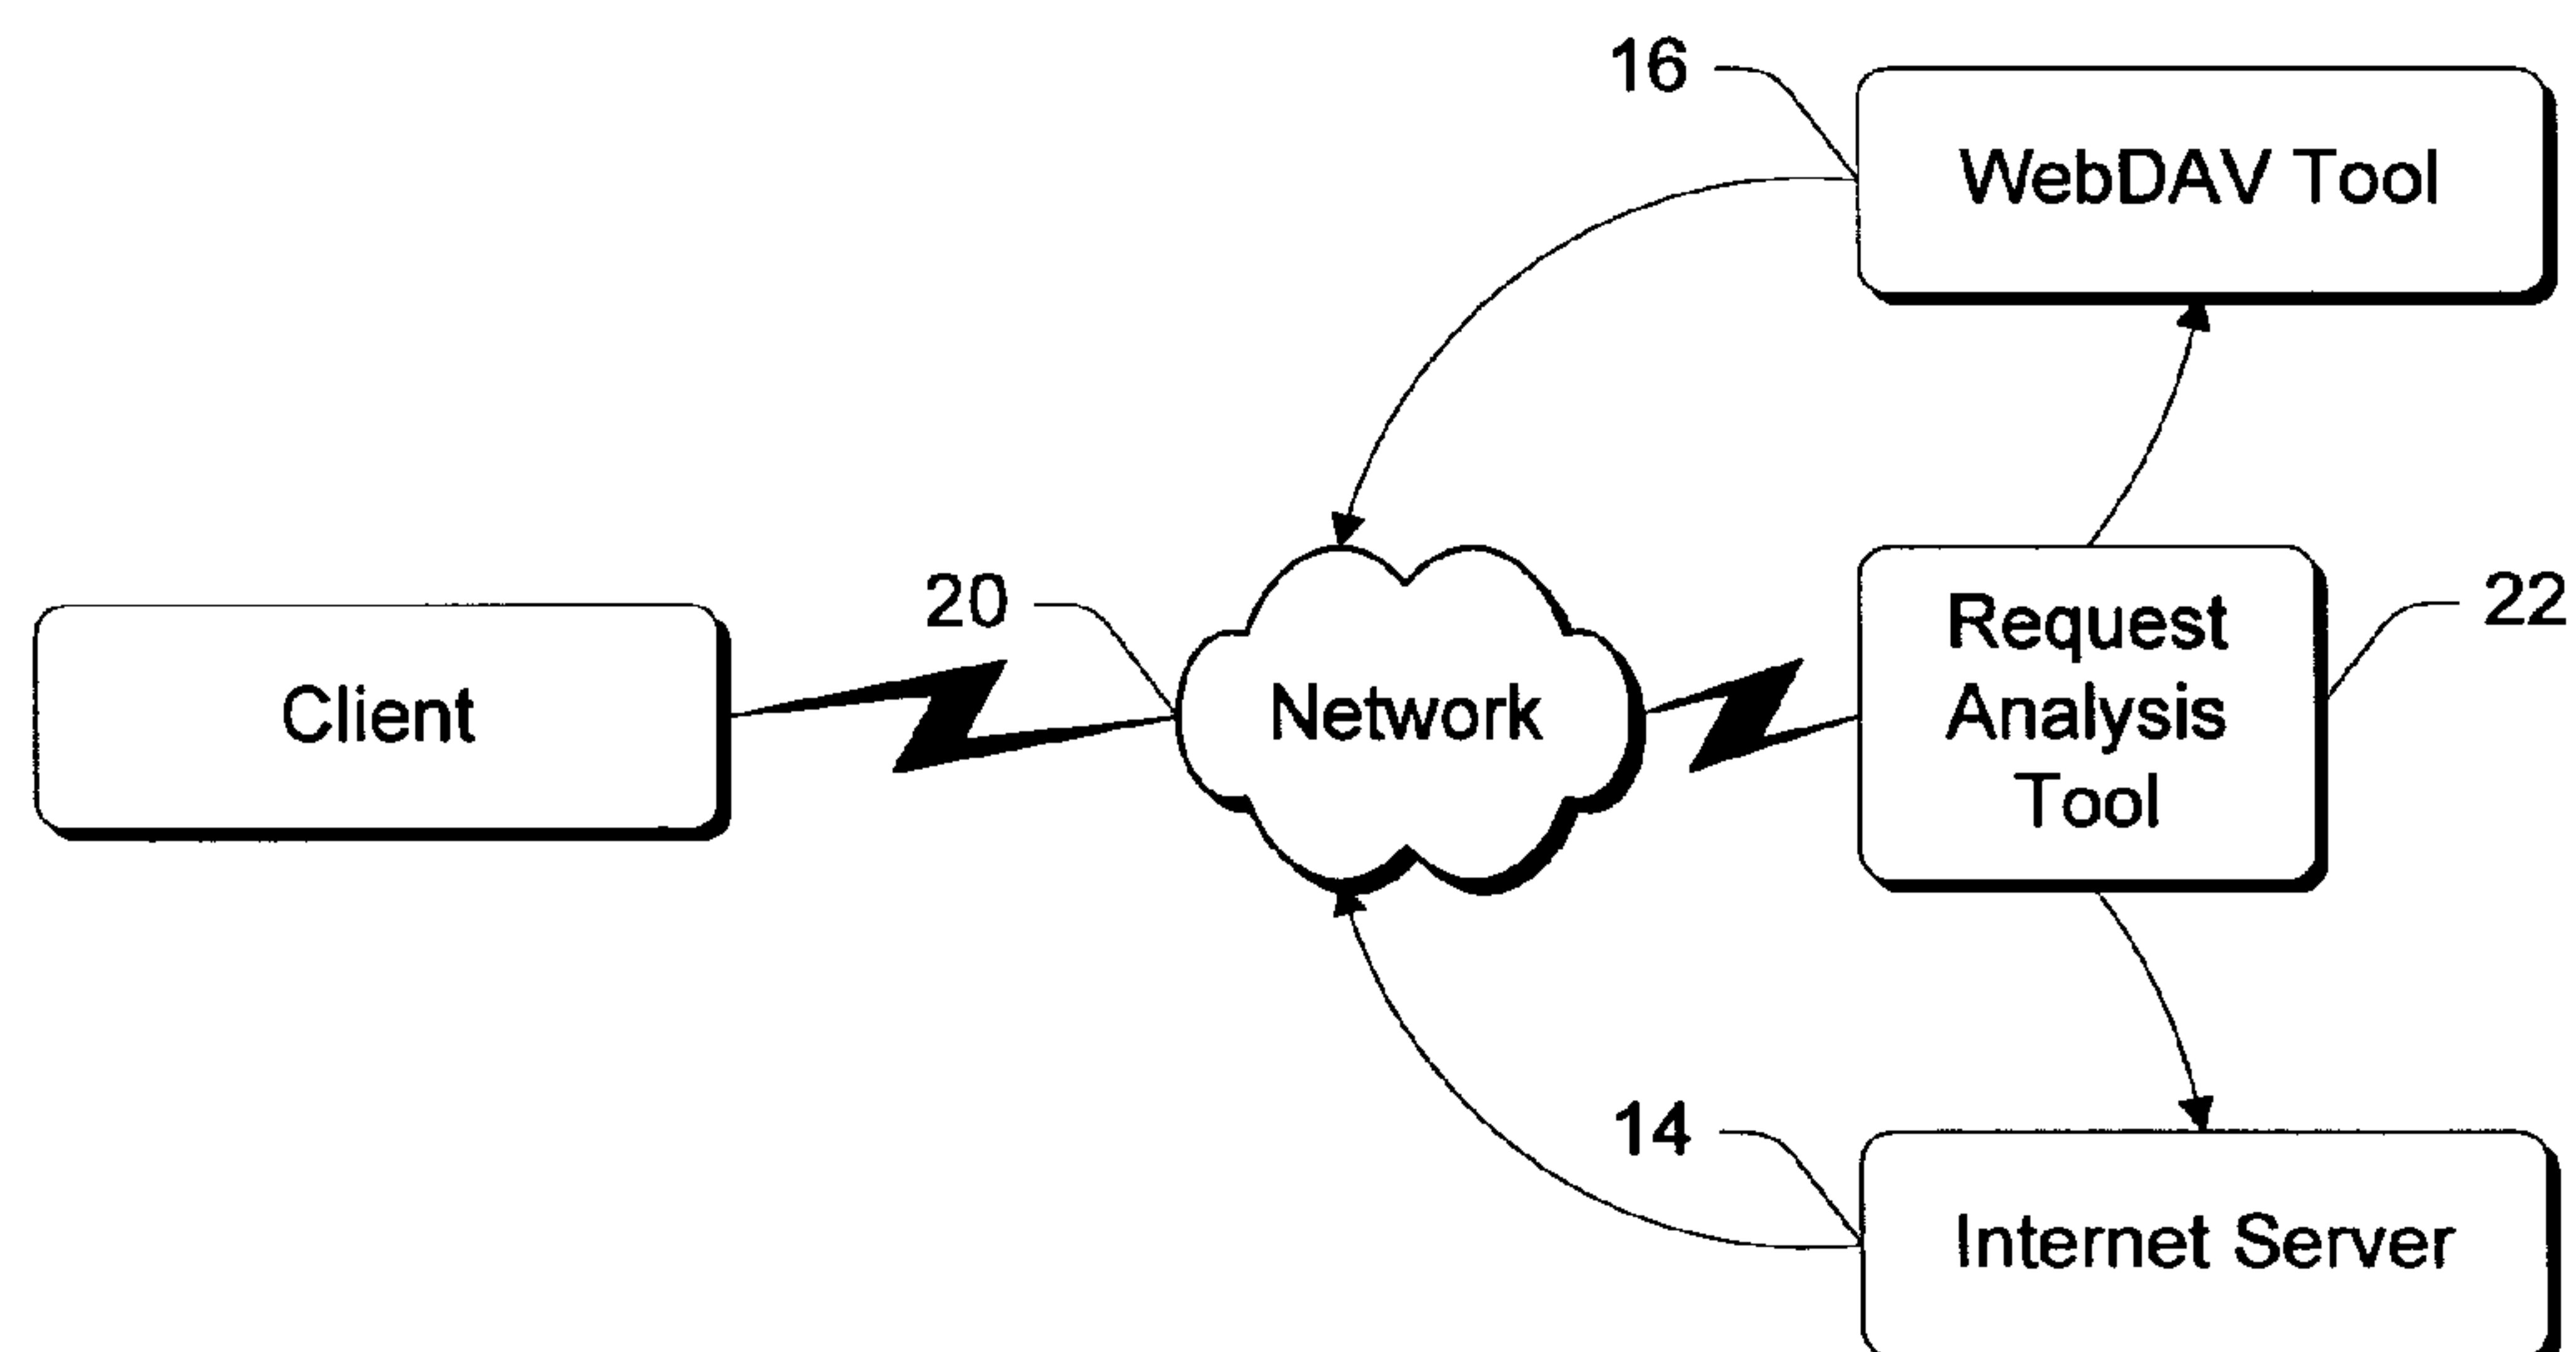 16
WebDAV Tool
20
22
Client
Network
Request
Analysis
Tool
14
Internet Server